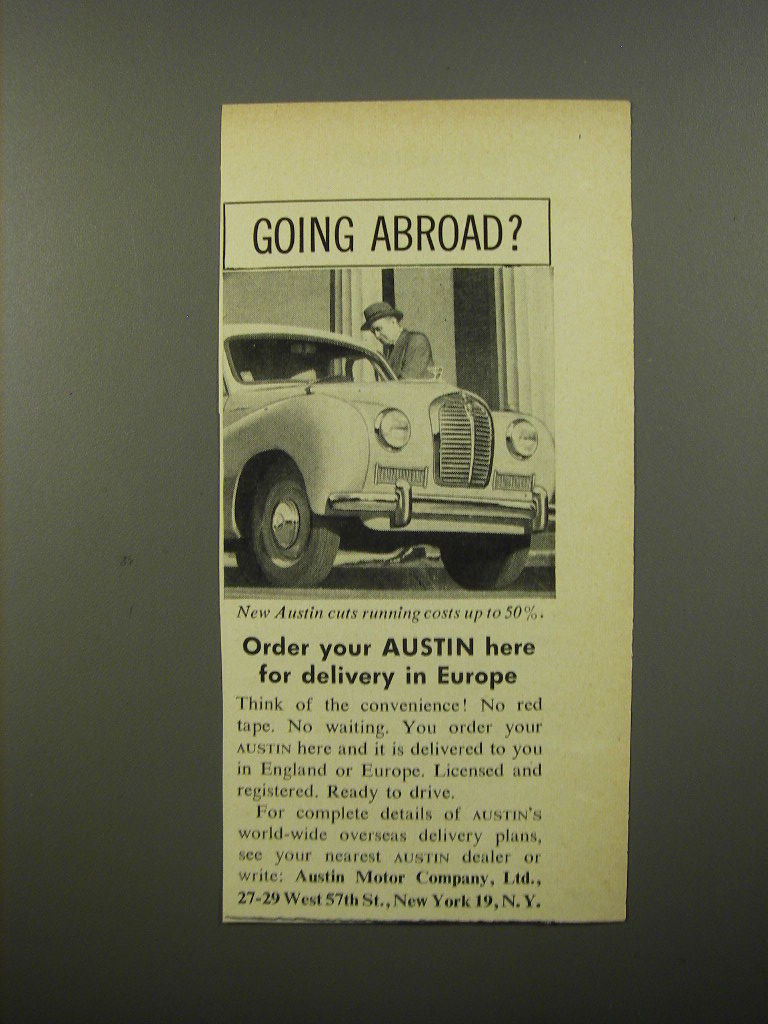 GOING ABROAD?
New Austin cuts running costs up to 50%.
Order your AUSTIN here
for delivery in Europe
Think of the convenience! No red
tape. No waiting. You order your
AUSTIN here and it is delivered to you
in England or Europe. Licensed and
registered. Ready to drive.
For complete details of AUSTIN'S
world-wide overseas delivery plans,
see your nearest AUSTIN dealer or
write: Austin Motor Company, Ltd.,
27-29 West 57th St., New York 19, N. Y.